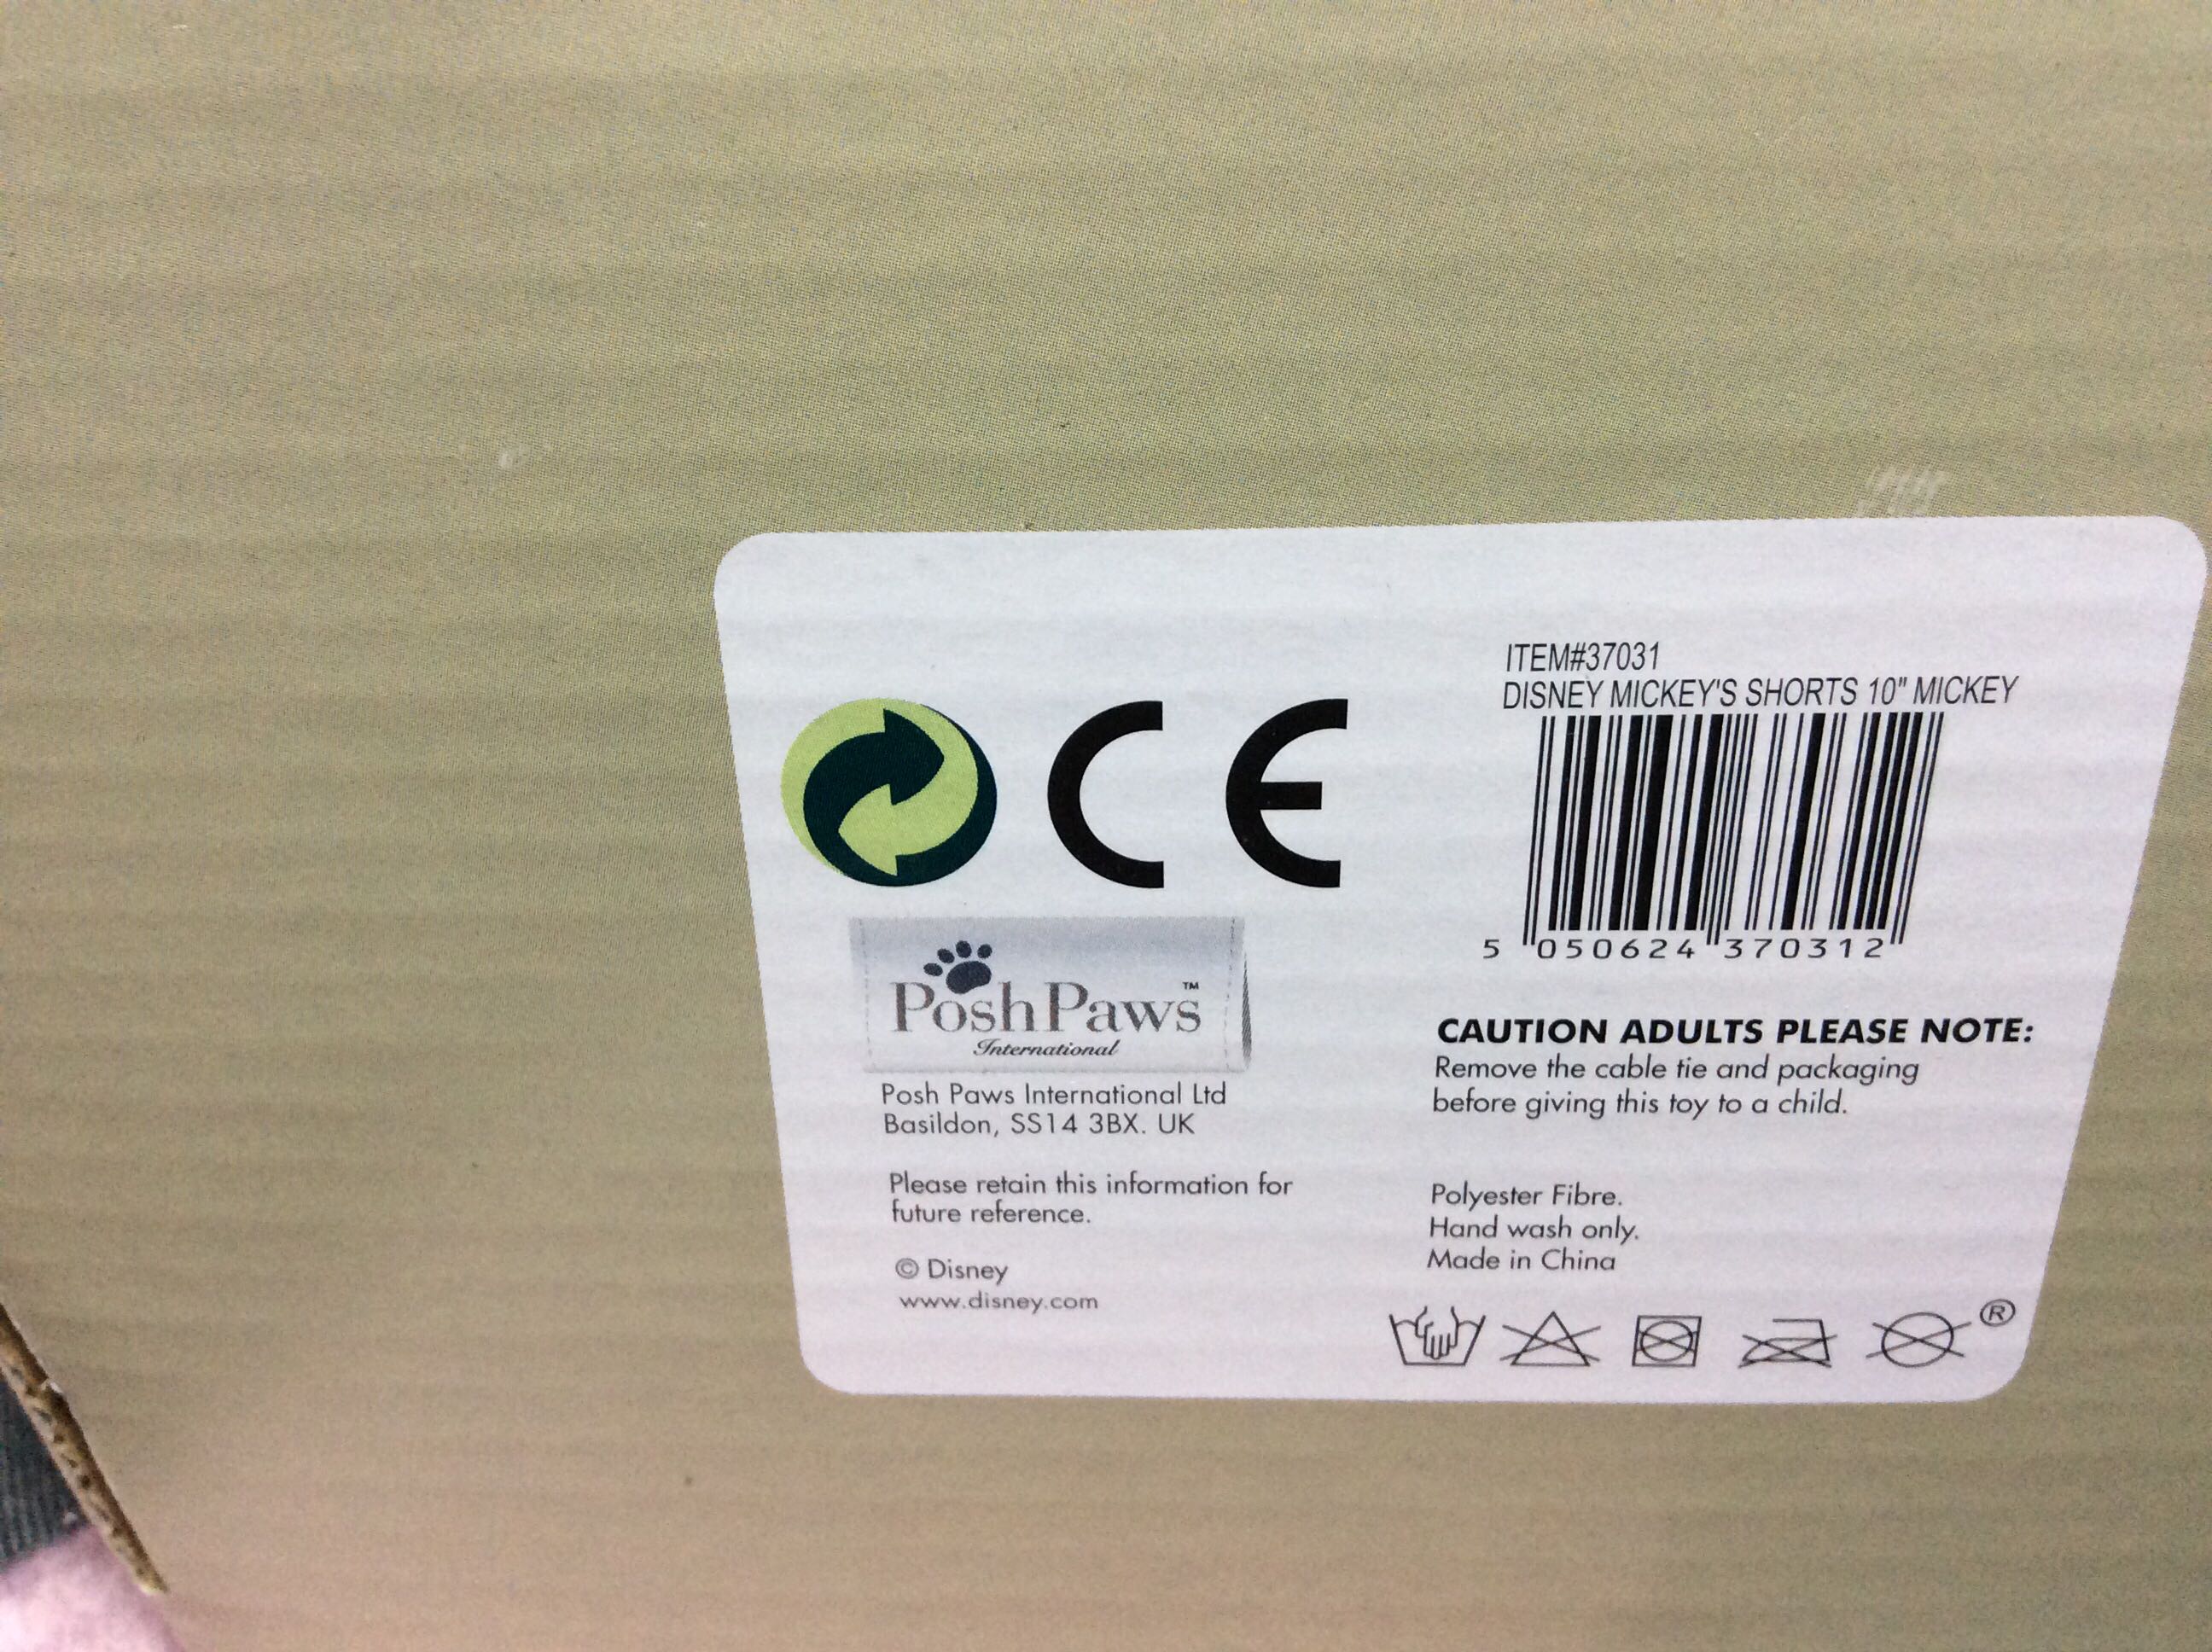 ITEM#37031
DISNEY MICKEY'S SHORTS 10" MICKEY
5 050624 370312
CE
PoshPaws™
International
Posh Paws International Ltd
Basildon, SS14 3BX. UK
Please retain this information for
future reference.
© Disney
www.disney.com
CAUTION ADULTS PLEASE NOTE:
Remove the cable tie and packaging
before giving this toy to a child.
Polyester Fibre.
Hand wash only.
Made in China
®